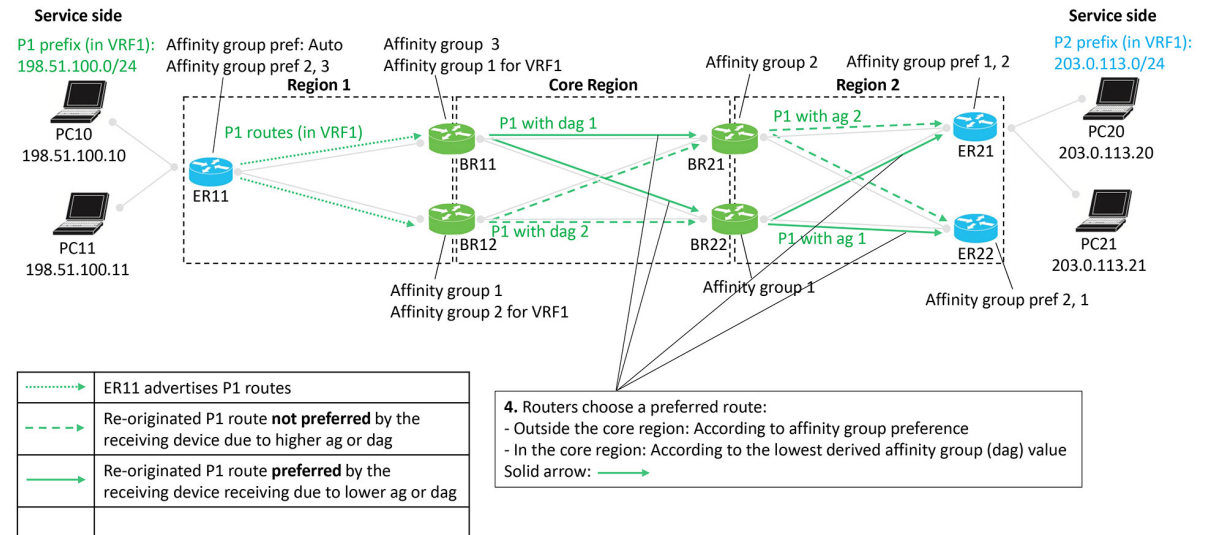 Service side
P1 prefix (in VRF1):
198.51.100.0/24
PC10
198.51.100.10
PC11
198.51.100.11
Affinity group pref: Auto
Affinity group pref 2, 3
Region 1
P1 routes (in VRF1)
ER11
Affinity group  3
Affinity group 1 for VRF1
BR11
BR12
Affinity group 1
Affinity group 2 for VRF1
Core Region
P1 with dag 1
P1 with dag 2
Affinity group 2
BR21
BR22
Affinity group 1
Region 2
P1 with ag 2
P1 with ag 1
Affinity group pref 1, 2
ER21
ER22
Affinity group pref 2, 1
Service side
P2 prefix (in VRF1):
203.0.113.0/24
PC20
203.0.113.20
PC21
203.0.113.21
ER11 advertises P1 routes
Re-originated P1 route not preferred by the
receiving device due to higher ag or dag
Re-originated P1 route preferred by the
receiving device receiving due to lower ag or dag
4. Routers choose a preferred route:
- Outside the core region: According to affinity group preference
- In the core region: According to the lowest derived affinity group (dag) value
Solid arrow: